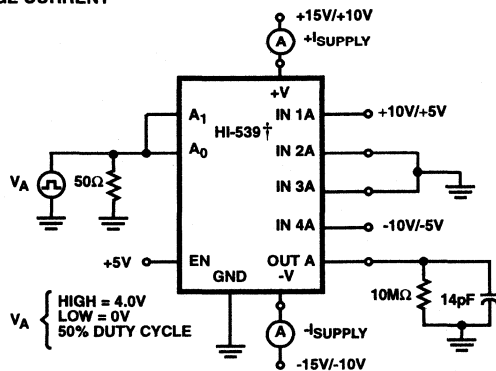 +15V/+10V
A +ISUPPLY
+V
A1 IN 1A +10V/+5V
HI-539†
A0 IN 2A
VA 50Ω IN 3A
IN 4A -10V/-5V
+5V EN OUT A
GND -V
10MΩ 14pF
VA { HIGH = 4.0V
LOW = 0V
50% DUTY CYCLE
A -ISUPPLY
-15V/-10V